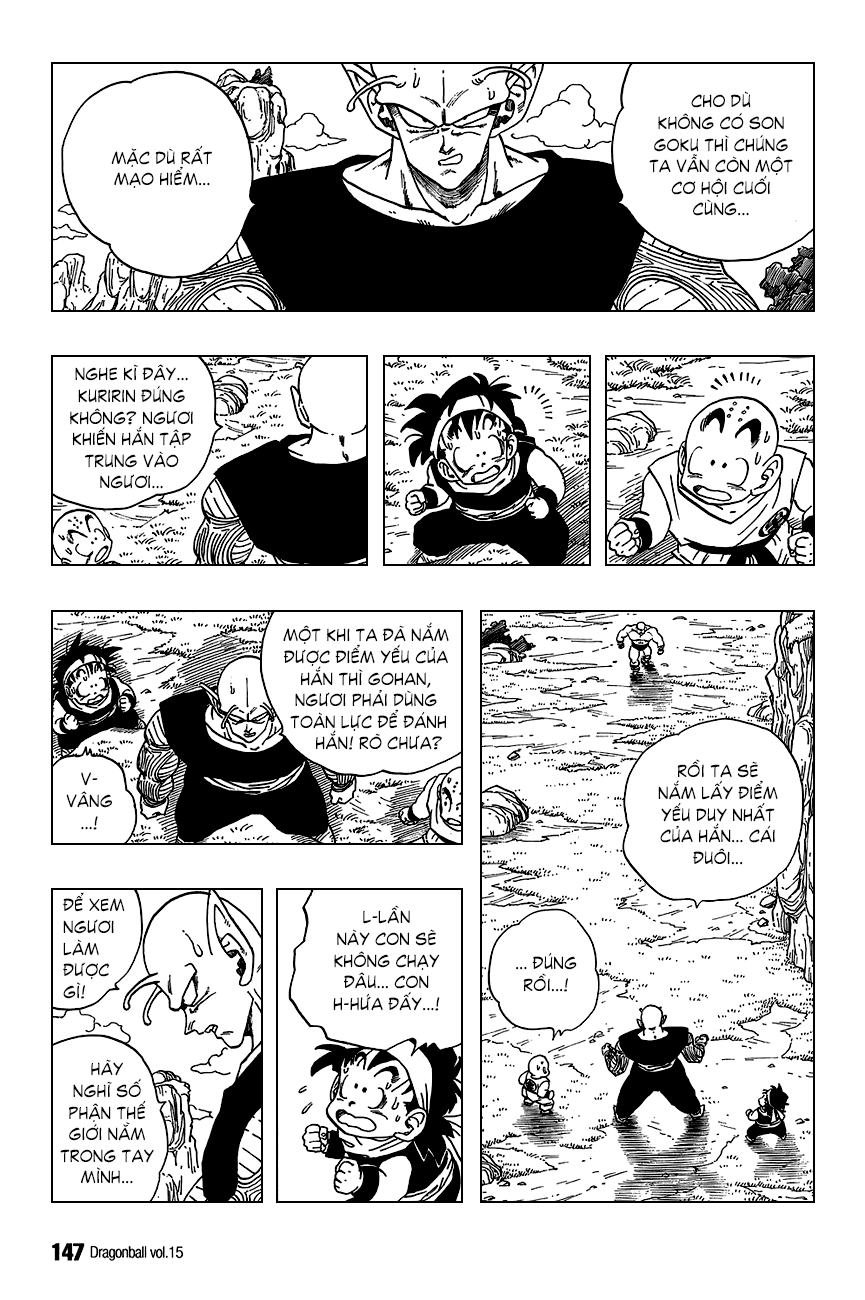 CHO DÙ
KHÔNG CÓ SON
GOKU THÌ CHÚNG
TA VẪN CÒN MỘT
CƠ HỘI CUỐI
CÙNG...
MẶC DÙ RẤT
MẠO HIỂM...
NGHE KĨ ĐÂY...
KURIRIN ĐÚNG
KHÔNG? NGƯƠI
KHIẾN HẮN TẬP
TRUNG VÀO
NGƯƠI...
RỒI TA SẼ
NẮM LẤY ĐIỂM
YẾU DUY NHẤT
CỦA HẮN... CÁI
ĐUÔI...
... ĐÚNG
RỒI...!
MỘT KHI TA ĐÃ NẮM
ĐƯỢC ĐIỂM YẾU CỦA
HẮN THÌ GOHAN,
NGƯƠI PHẢI DÙNG
TOÀN LỰC ĐỂ ĐÁNH
HẮN! RÕ CHƯA?
V-
VÂNG
...!
L-LẦN
NÀY CON SẼ
KHÔNG CHẠY
ĐÂU... CON
H-HỨA ĐẤY...!
ĐỂ XEM
NGƯƠI
LÀM
ĐƯỢC
GÌ!
HÃY
NGHĨ SỐ
PHẬN THẾ
GIỚI NẰM
TRONG TAY
MÌNH...
147 Dragonball vol.15